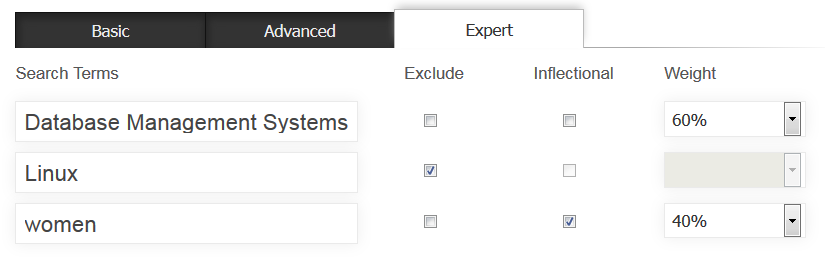 Basic Advanced Expert
Search Terms Exclude Inflectional Weight
Database Management Systems 60%
Linux
women 40%